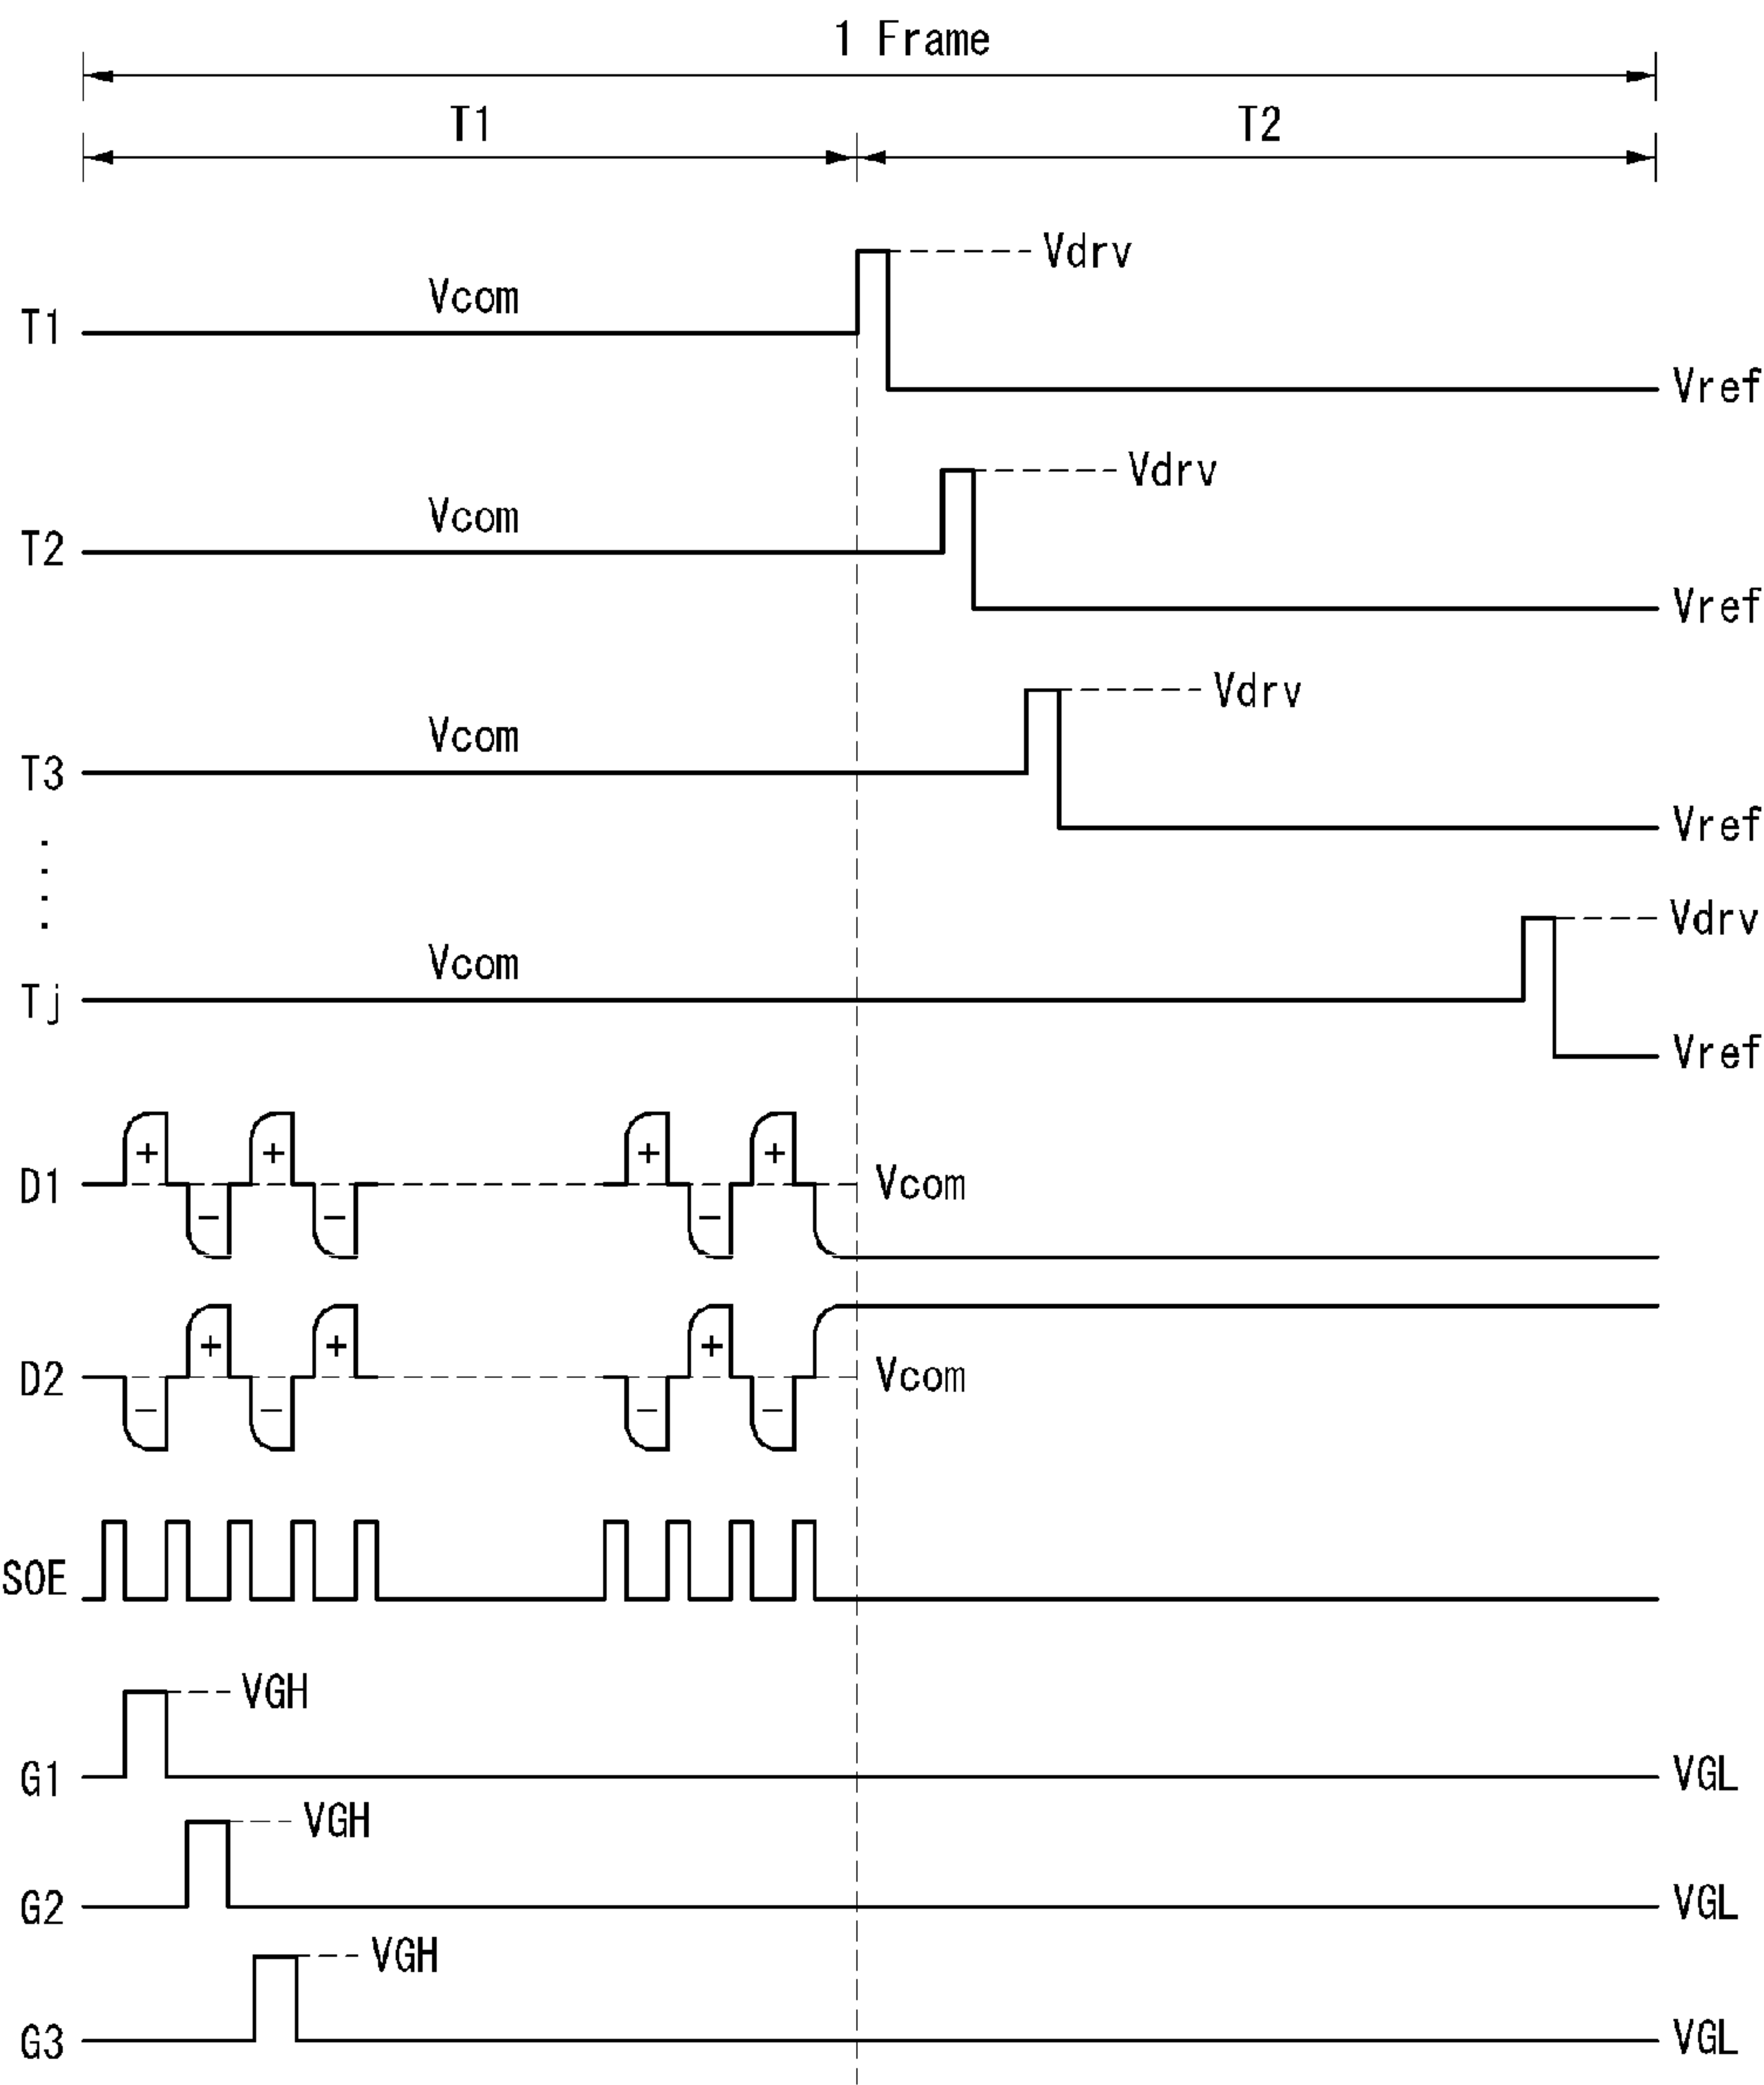 1 Frame
T1 T2
Vdrv
Vcom
T1
Vref
Vdrv
Vcom
T2
Vref
Vdrv
Vcom
T3
Vref
Vdrv
Vcom
Tj
Vref
+ + + +
D1 Vcom
− − −
+ + +
D2 Vcom
− − − −
SOE
VGH
G1 VGL
VGH
G2 VGL
VGH
G3 VGL